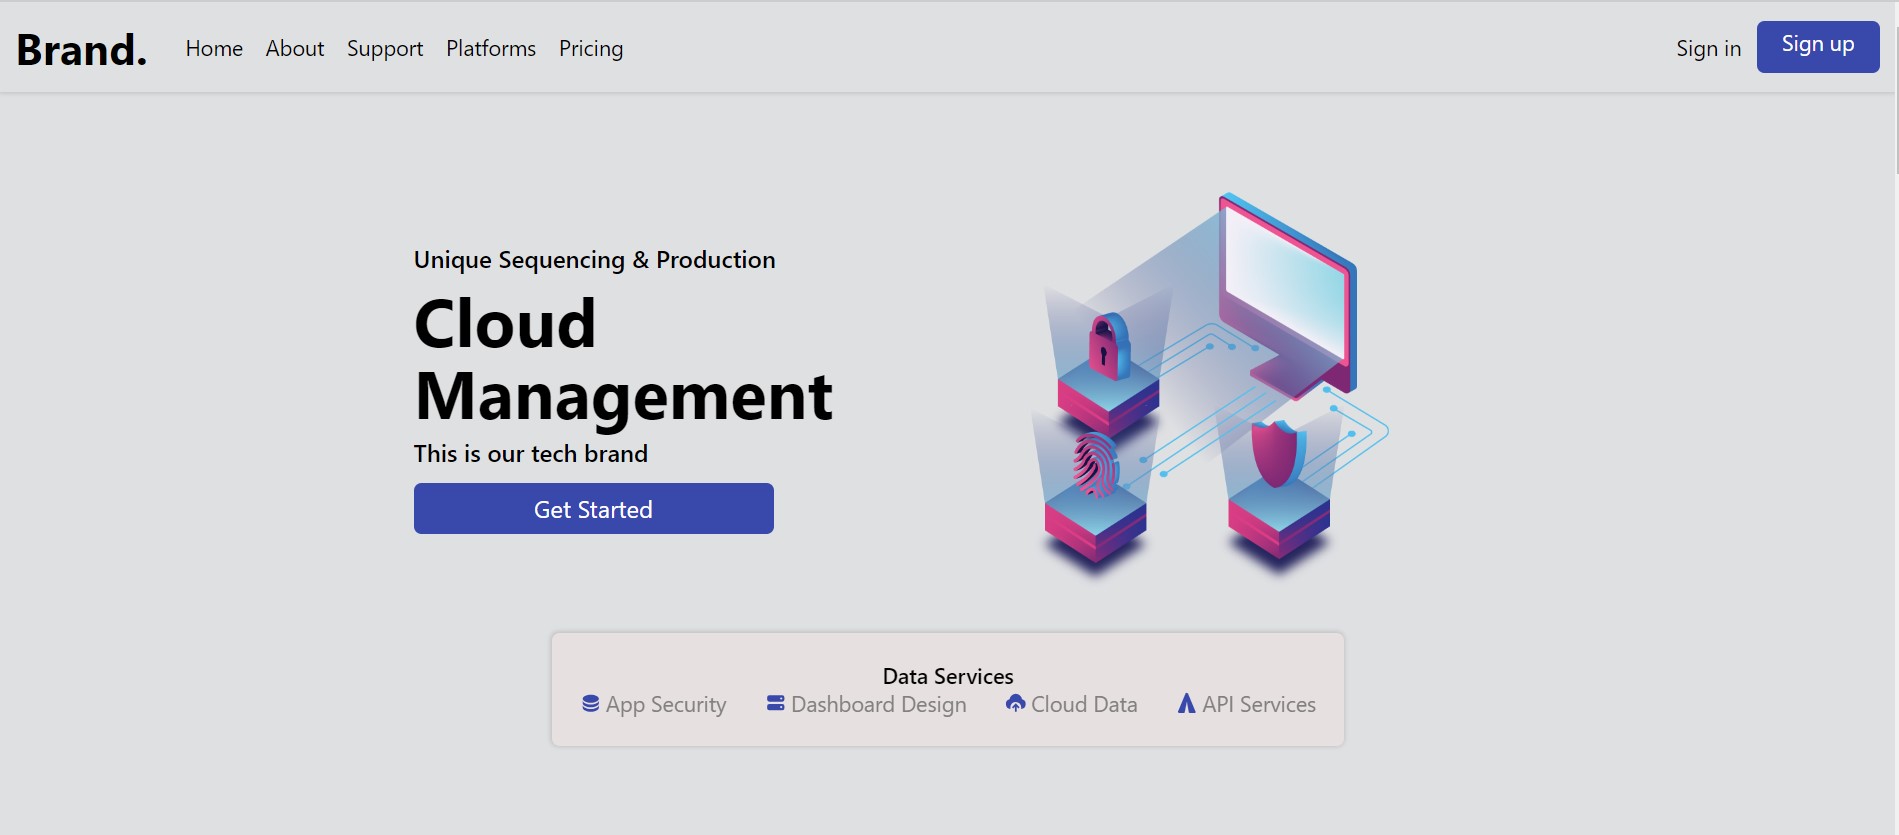 Brand. Home About Support Platforms Pricing Sign in Sign up
Unique Sequencing & Production
Cloud
Management
This is our tech brand
Get Started
Data Services
App Security Dashboard Design Cloud Data API Services